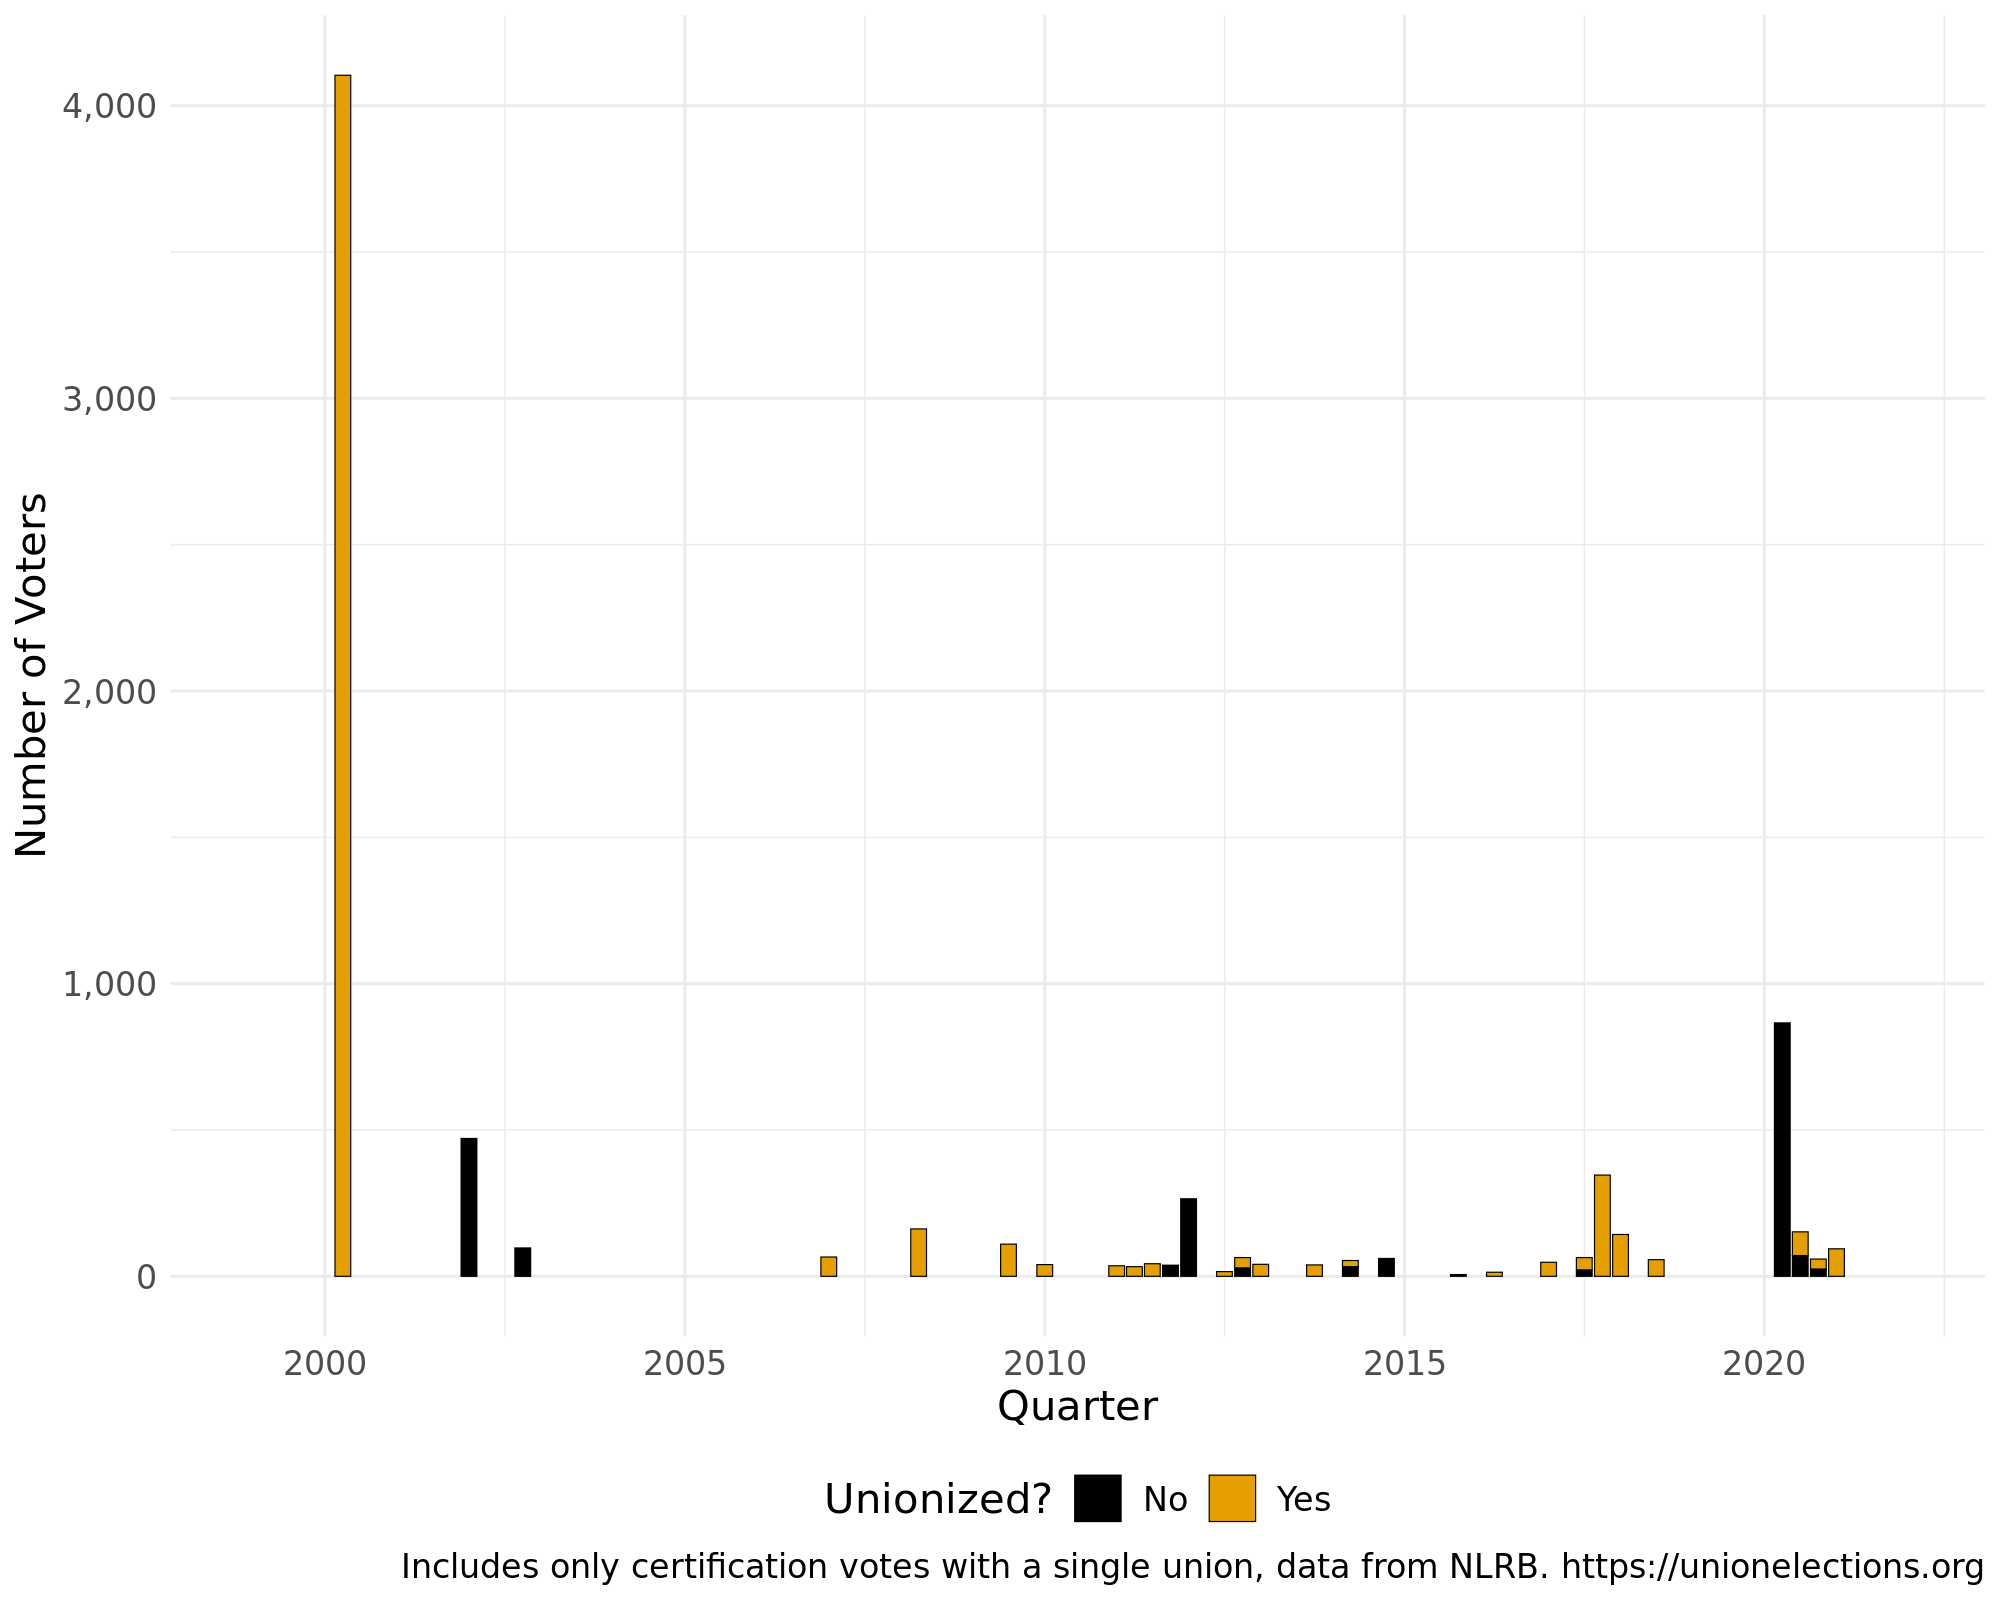 Number of Voters
4,000
3,000
2,000
1,000
0
2000 2005 2010 2015 2020
Quarter
Unionized? No Yes
Includes only certification votes with a single union, data from NLRB. https://unionelections.org